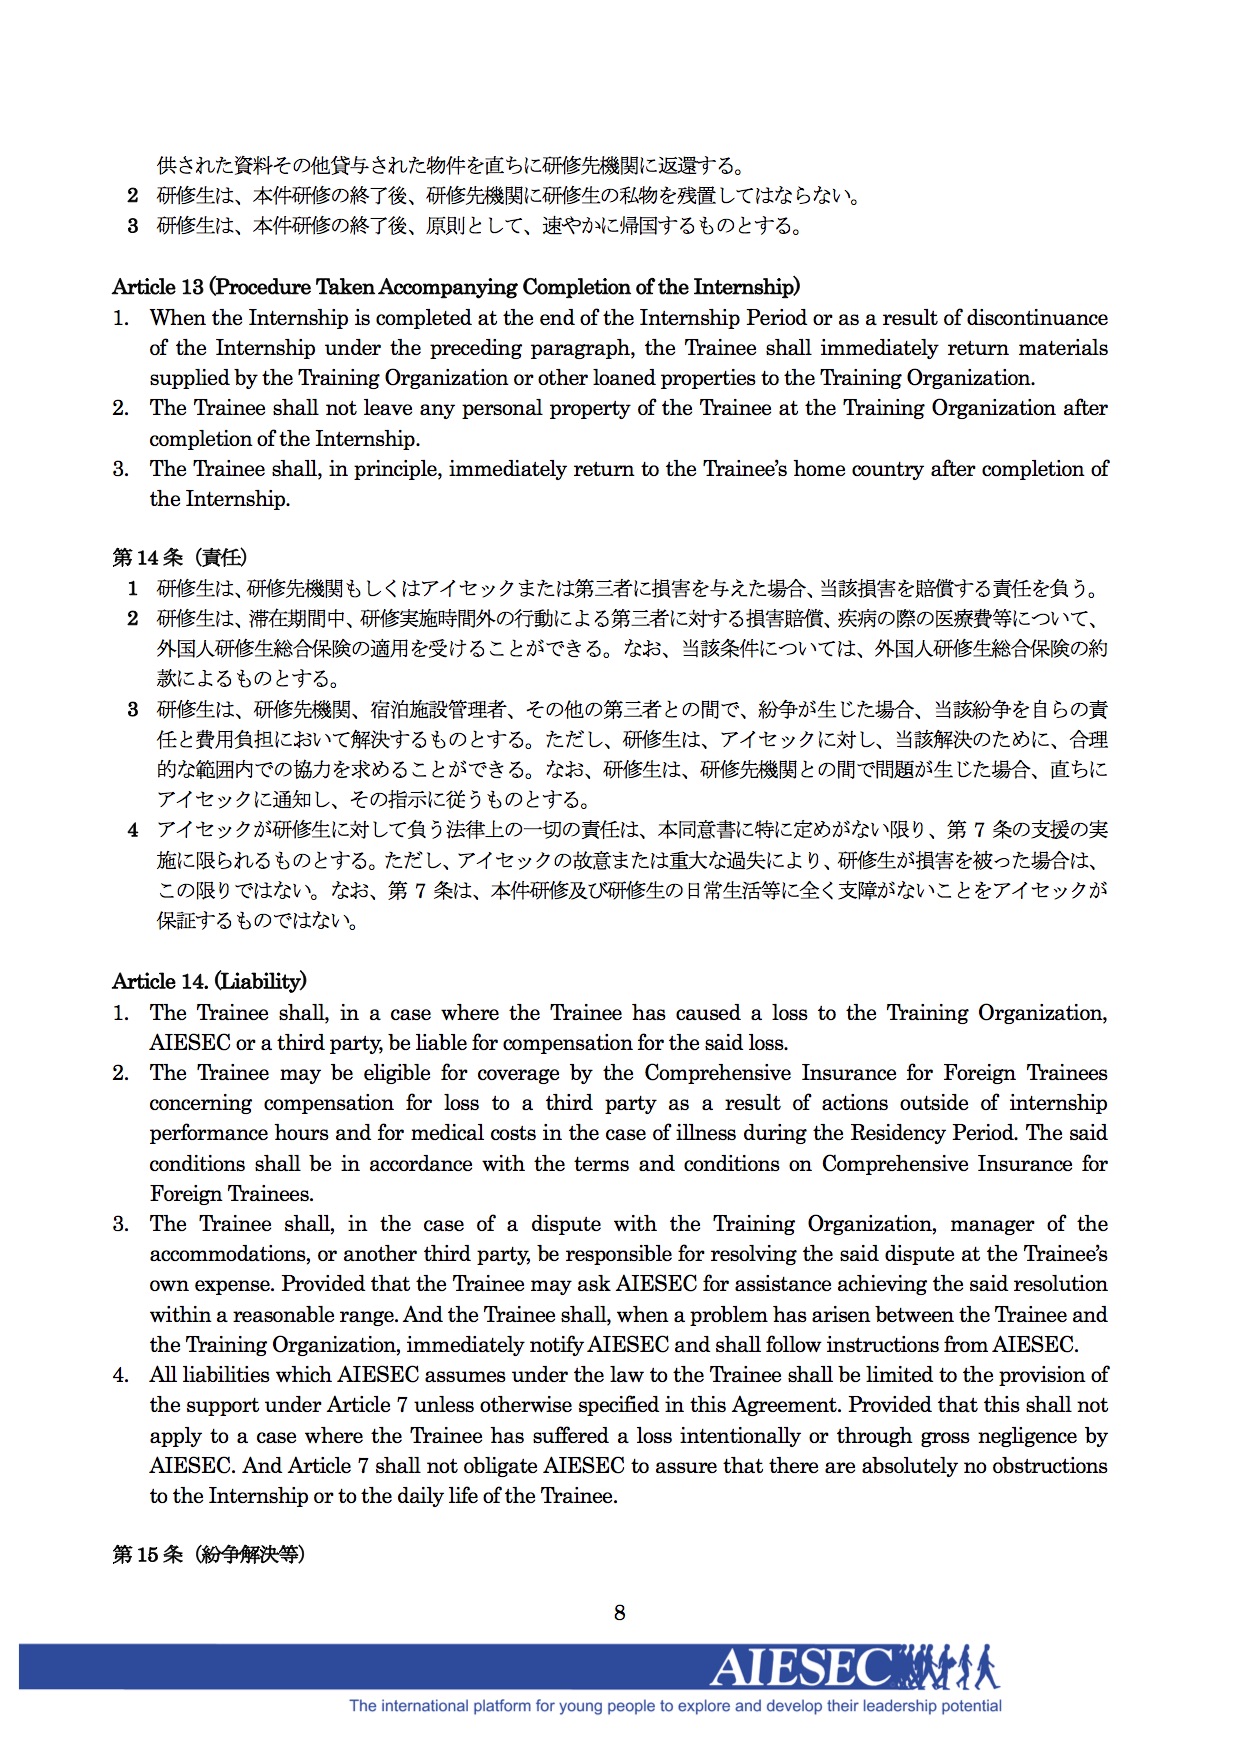 供された資料その他貸与された物件を直ちに研修先機関に返還する。
2 研修生は、本件研修の終了後、研修先機関に研修生の私物を残置してはならない。
3 研修生は、本件研修の終了後、原則として、速やかに帰国するものとする。
Article 13 (Procedure Taken Accompanying Completion of the Internship)
1. When the Internship is completed at the end of the Internship Period or as a result of discontinuance
of the Internship under the preceding paragraph, the Trainee shall immediately return materials
supplied by the Training Organization or other loaned properties to the Training Organization.
2. The Trainee shall not leave any personal property of the Trainee at the Training Organization after
completion of the Internship.
3. The Trainee shall, in principle, immediately return to the Trainee’s home country after completion of
the Internship.
第 14 条（責任）
1 研修生は、研修先機関もしくはアイセックまたは第三者に損害を与えた場合、当該損害を賠償する責任を負う。
2 研修生は、滞在期間中、研修実施時間外の行動による第三者に対する損害賠償、疾病の際の医療費等について、
外国人研修生総合保険の適用を受けることができる。なお、当該条件については、外国人研修生総合保険の約
款によるものとする。
3 研修生は、研修先機関、宿泊施設管理者、その他の第三者との間で、紛争が生じた場合、当該紛争を自らの責
任と費用負担において解決するものとする。ただし、研修生は、アイセックに対し、当該解決のために、合理
的な範囲内での協力を求めることができる。なお、研修生は、研修先機関との間で問題が生じた場合、直ちに
アイセックに通知し、その指示に従うものとする。
4 アイセックが研修生に対して負う法律上の一切の責任は、本同意書に特に定めがない限り、第 7 条の支援の実
施に限られるものとする。ただし、アイセックの故意または重大な過失により、研修生が損害を被った場合は、
この限りではない。なお、第 7 条は、本件研修及び研修生の日常生活等に全く支障がないことをアイセックが
保証するものではない。
Article 14. (Liability)
1. The Trainee shall, in a case where the Trainee has caused a loss to the Training Organization,
AIESEC or a third party, be liable for compensation for the said loss.
2. The Trainee may be eligible for coverage by the Comprehensive Insurance for Foreign Trainees
concerning compensation for loss to a third party as a result of actions outside of internship
performance hours and for medical costs in the case of illness during the Residency Period. The said
conditions shall be in accordance with the terms and conditions on Comprehensive Insurance for
Foreign Trainees.
3. The Trainee shall, in the case of a dispute with the Training Organization, manager of the
accommodations, or another third party, be responsible for resolving the said dispute at the Trainee’s
own expense. Provided that the Trainee may ask AIESEC for assistance achieving the said resolution
within a reasonable range. And the Trainee shall, when a problem has arisen between the Trainee and
the Training Organization, immediately notify AIESEC and shall follow instructions from AIESEC.
4. All liabilities which AIESEC assumes under the law to the Trainee shall be limited to the provision of
the support under Article 7 unless otherwise specified in this Agreement. Provided that this shall not
apply to a case where the Trainee has suffered a loss intentionally or through gross negligence by
AIESEC. And Article 7 shall not obligate AIESEC to assure that there are absolutely no obstructions
to the Internship or to the daily life of the Trainee.
第 15 条（紛争解決等）
8
AIESEC
The international platform for young people to explore and develop their leadership potential